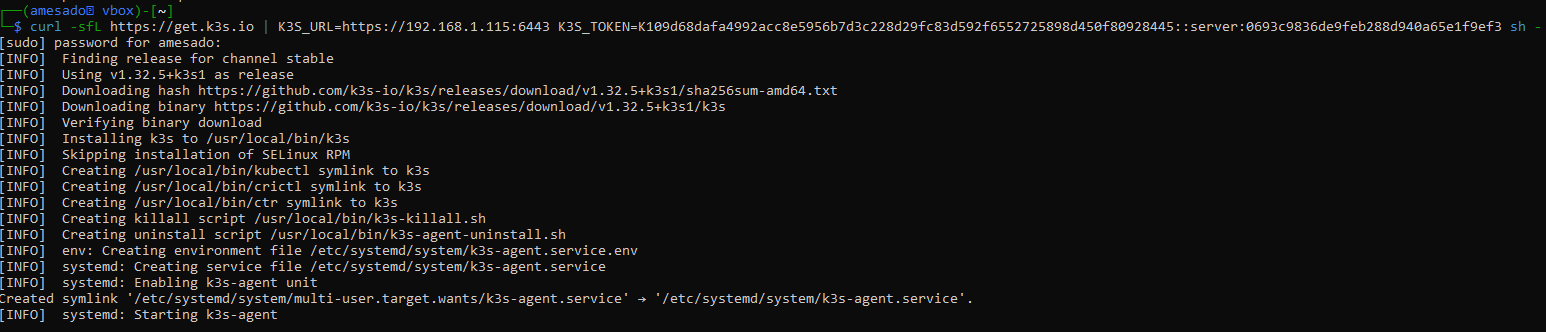 ┌──(amesado㉿ vbox)-[~]
└─$ curl -sfL https://get.k3s.io | K3S_URL=https://192.168.1.115:6443 K3S_TOKEN=K109d68dafa4992acc8e5956b7d3c228d29fc83d592f6552725898d450f80928445::server:0693c9836de9feb288d940a65e1f9ef3 sh -
[sudo] password for amesado:
[INFO]  Finding release for channel stable
[INFO]  Using v1.32.5+k3s1 as release
[INFO]  Downloading hash https://github.com/k3s-io/k3s/releases/download/v1.32.5+k3s1/sha256sum-amd64.txt
[INFO]  Downloading binary https://github.com/k3s-io/k3s/releases/download/v1.32.5+k3s1/k3s
[INFO]  Verifying binary download
[INFO]  Installing k3s to /usr/local/bin/k3s
[INFO]  Skipping installation of SELinux RPM
[INFO]  Creating /usr/local/bin/kubectl symlink to k3s
[INFO]  Creating /usr/local/bin/crictl symlink to k3s
[INFO]  Creating /usr/local/bin/ctr symlink to k3s
[INFO]  Creating killall script /usr/local/bin/k3s-killall.sh
[INFO]  Creating uninstall script /usr/local/bin/k3s-agent-uninstall.sh
[INFO]  env: Creating environment file /etc/systemd/system/k3s-agent.service.env
[INFO]  systemd: Creating service file /etc/systemd/system/k3s-agent.service
[INFO]  systemd: Enabling k3s-agent unit
Created symlink '/etc/systemd/system/multi-user.target.wants/k3s-agent.service' → '/etc/systemd/system/k3s-agent.service'.
[INFO]  systemd: Starting k3s-agent